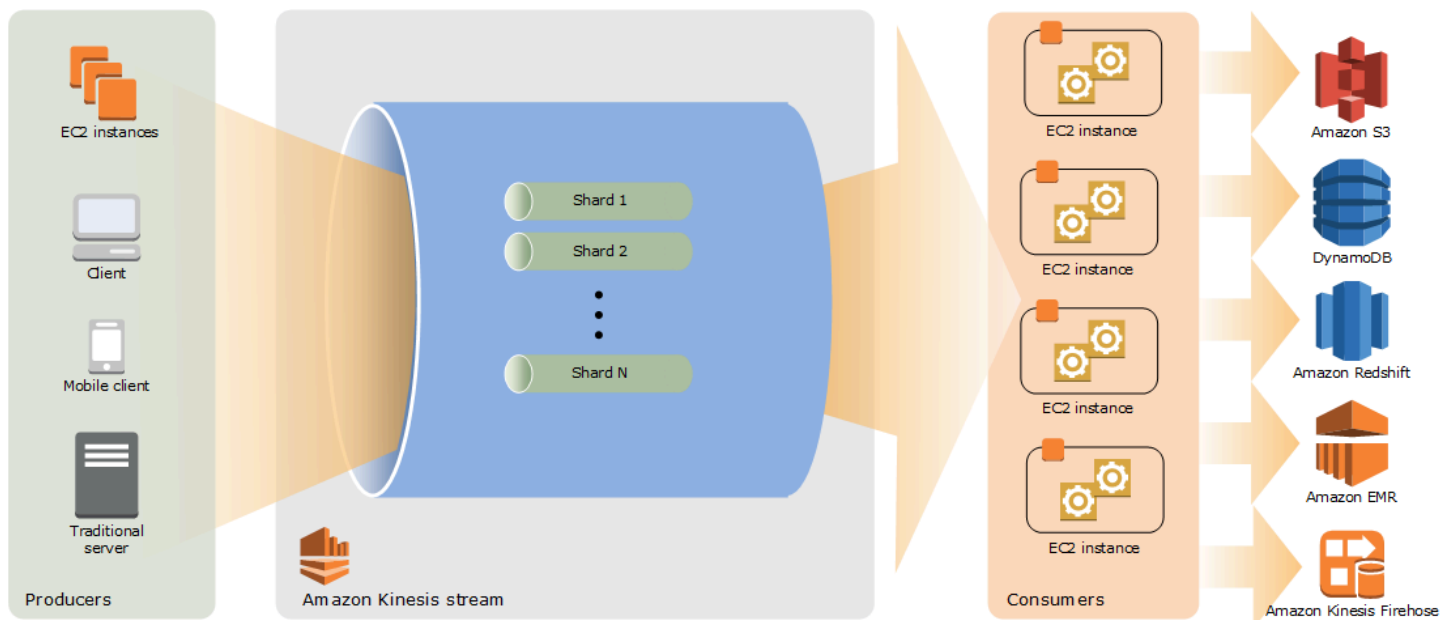 EC2 instances
Client
Mobile client
Traditional
server
Producers
Shard 1
Shard 2
Shard N
Amazon Kinesis stream
EC2 instance
EC2 instance
EC2 instance
EC2 instance
Consumers
Amazon S3
DynamoDB
Amazon Redshift
Amazon EMR
Amazon Kinesis Firehose